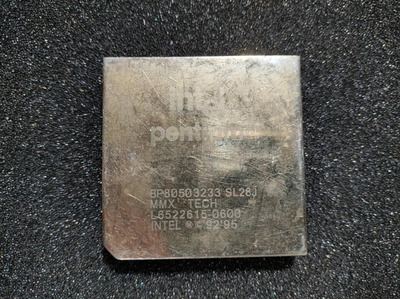 intel
pentium
BP80503233 SL28J
MMX TECH
L6522615-0600
INTEL ©'92'95